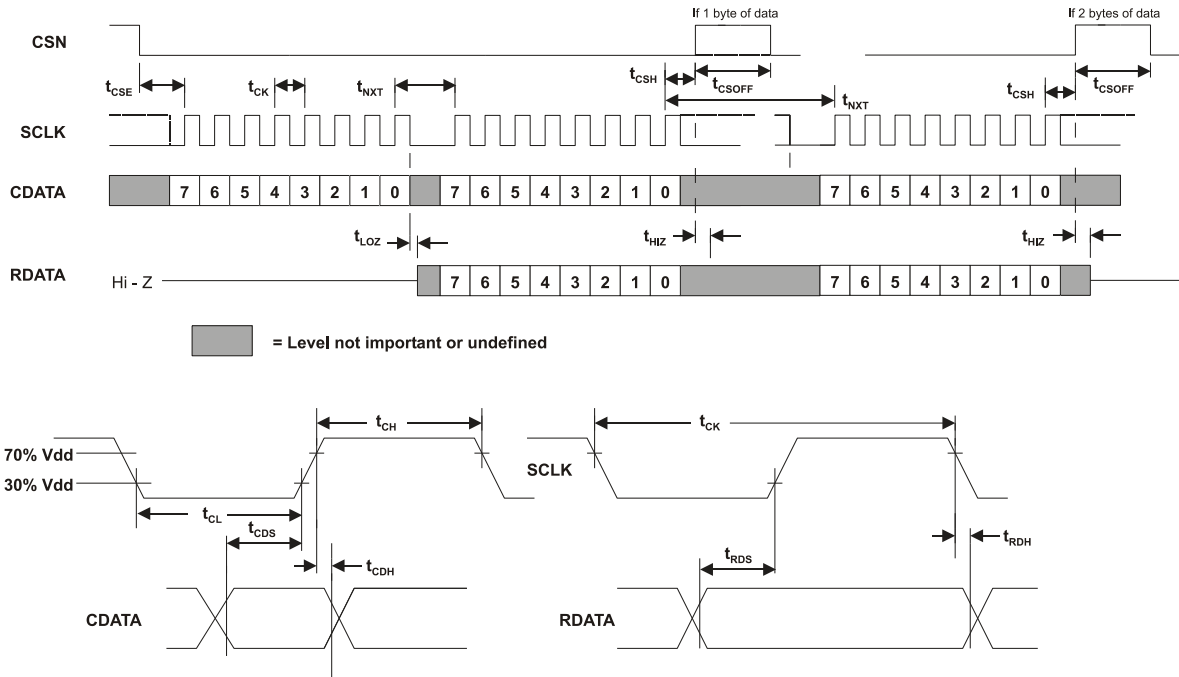 If 1 byte of data If 2 bytes of data
CSN
tCSE tCK tNXT tCSH tCSOFF tNXT tCSH tCSOFF
SCLK
CDATA 7 6 5 4 3 2 1 0 7 6 5 4 3 2 1 0 7 6 5 4 3 2 1 0
tLOZ tHIZ tHIZ
RDATA Hi - Z 7 6 5 4 3 2 1 0 7 6 5 4 3 2 1 0
= Level not important or undefined
tCH tCK
70% Vdd SCLK
30% Vdd
tCL
tCDS tRDH
tCDH tRDS
CDATA RDATA